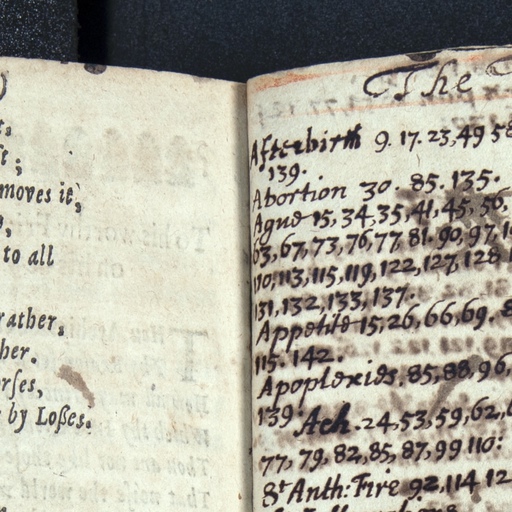 moves it,
to all
rather,
her.
orses,
by Loßes.
The
Afterbirth 9. 17. 23, 49 58
139.
Abortion 30. 85. 135.
Ague 15, 34, 35, 41, 45, 50,
63, 67, 73, 76, 77, 81. 90, 97, 1
110, 113, 115, 119, 122, 127, 128
131, 132, 133, 137.
Appetite 15, 26, 66, 69. 8
115. 142.
Apoplexies. 85, 88, 96,
139. Ach. 24, 53, 59, 62, 6
77, 79, 82, 85, 87, 99 110:
St Anth: Fire 92, 114 12